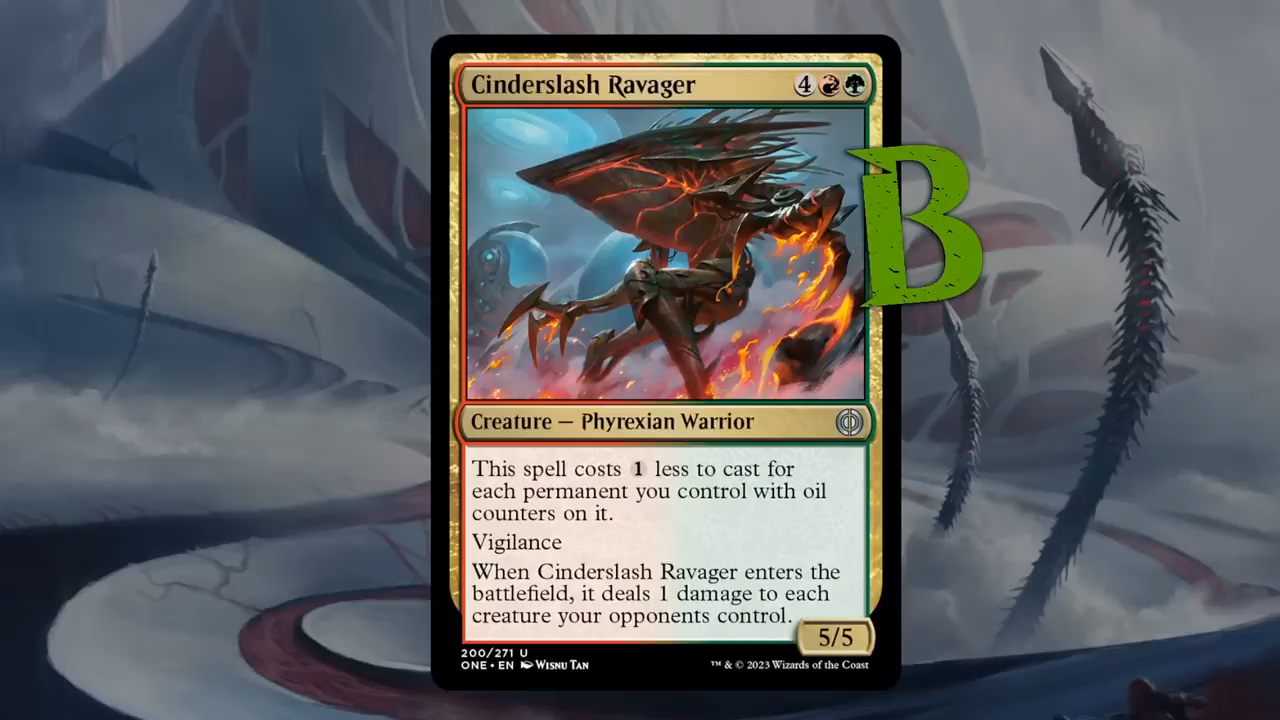 Cinderslash Ravager 4
B
Creature — Phyrexian Warrior
This spell costs 1 less to cast for
each permanent you control with oil
counters on it.
Vigilance
When Cinderslash Ravager enters the
battlefield, it deals 1 damage to each
creature your opponents control.
5/5
200/271 U
ONE • EN Wisnu Tan
™ & © 2023 Wizards of the Coast